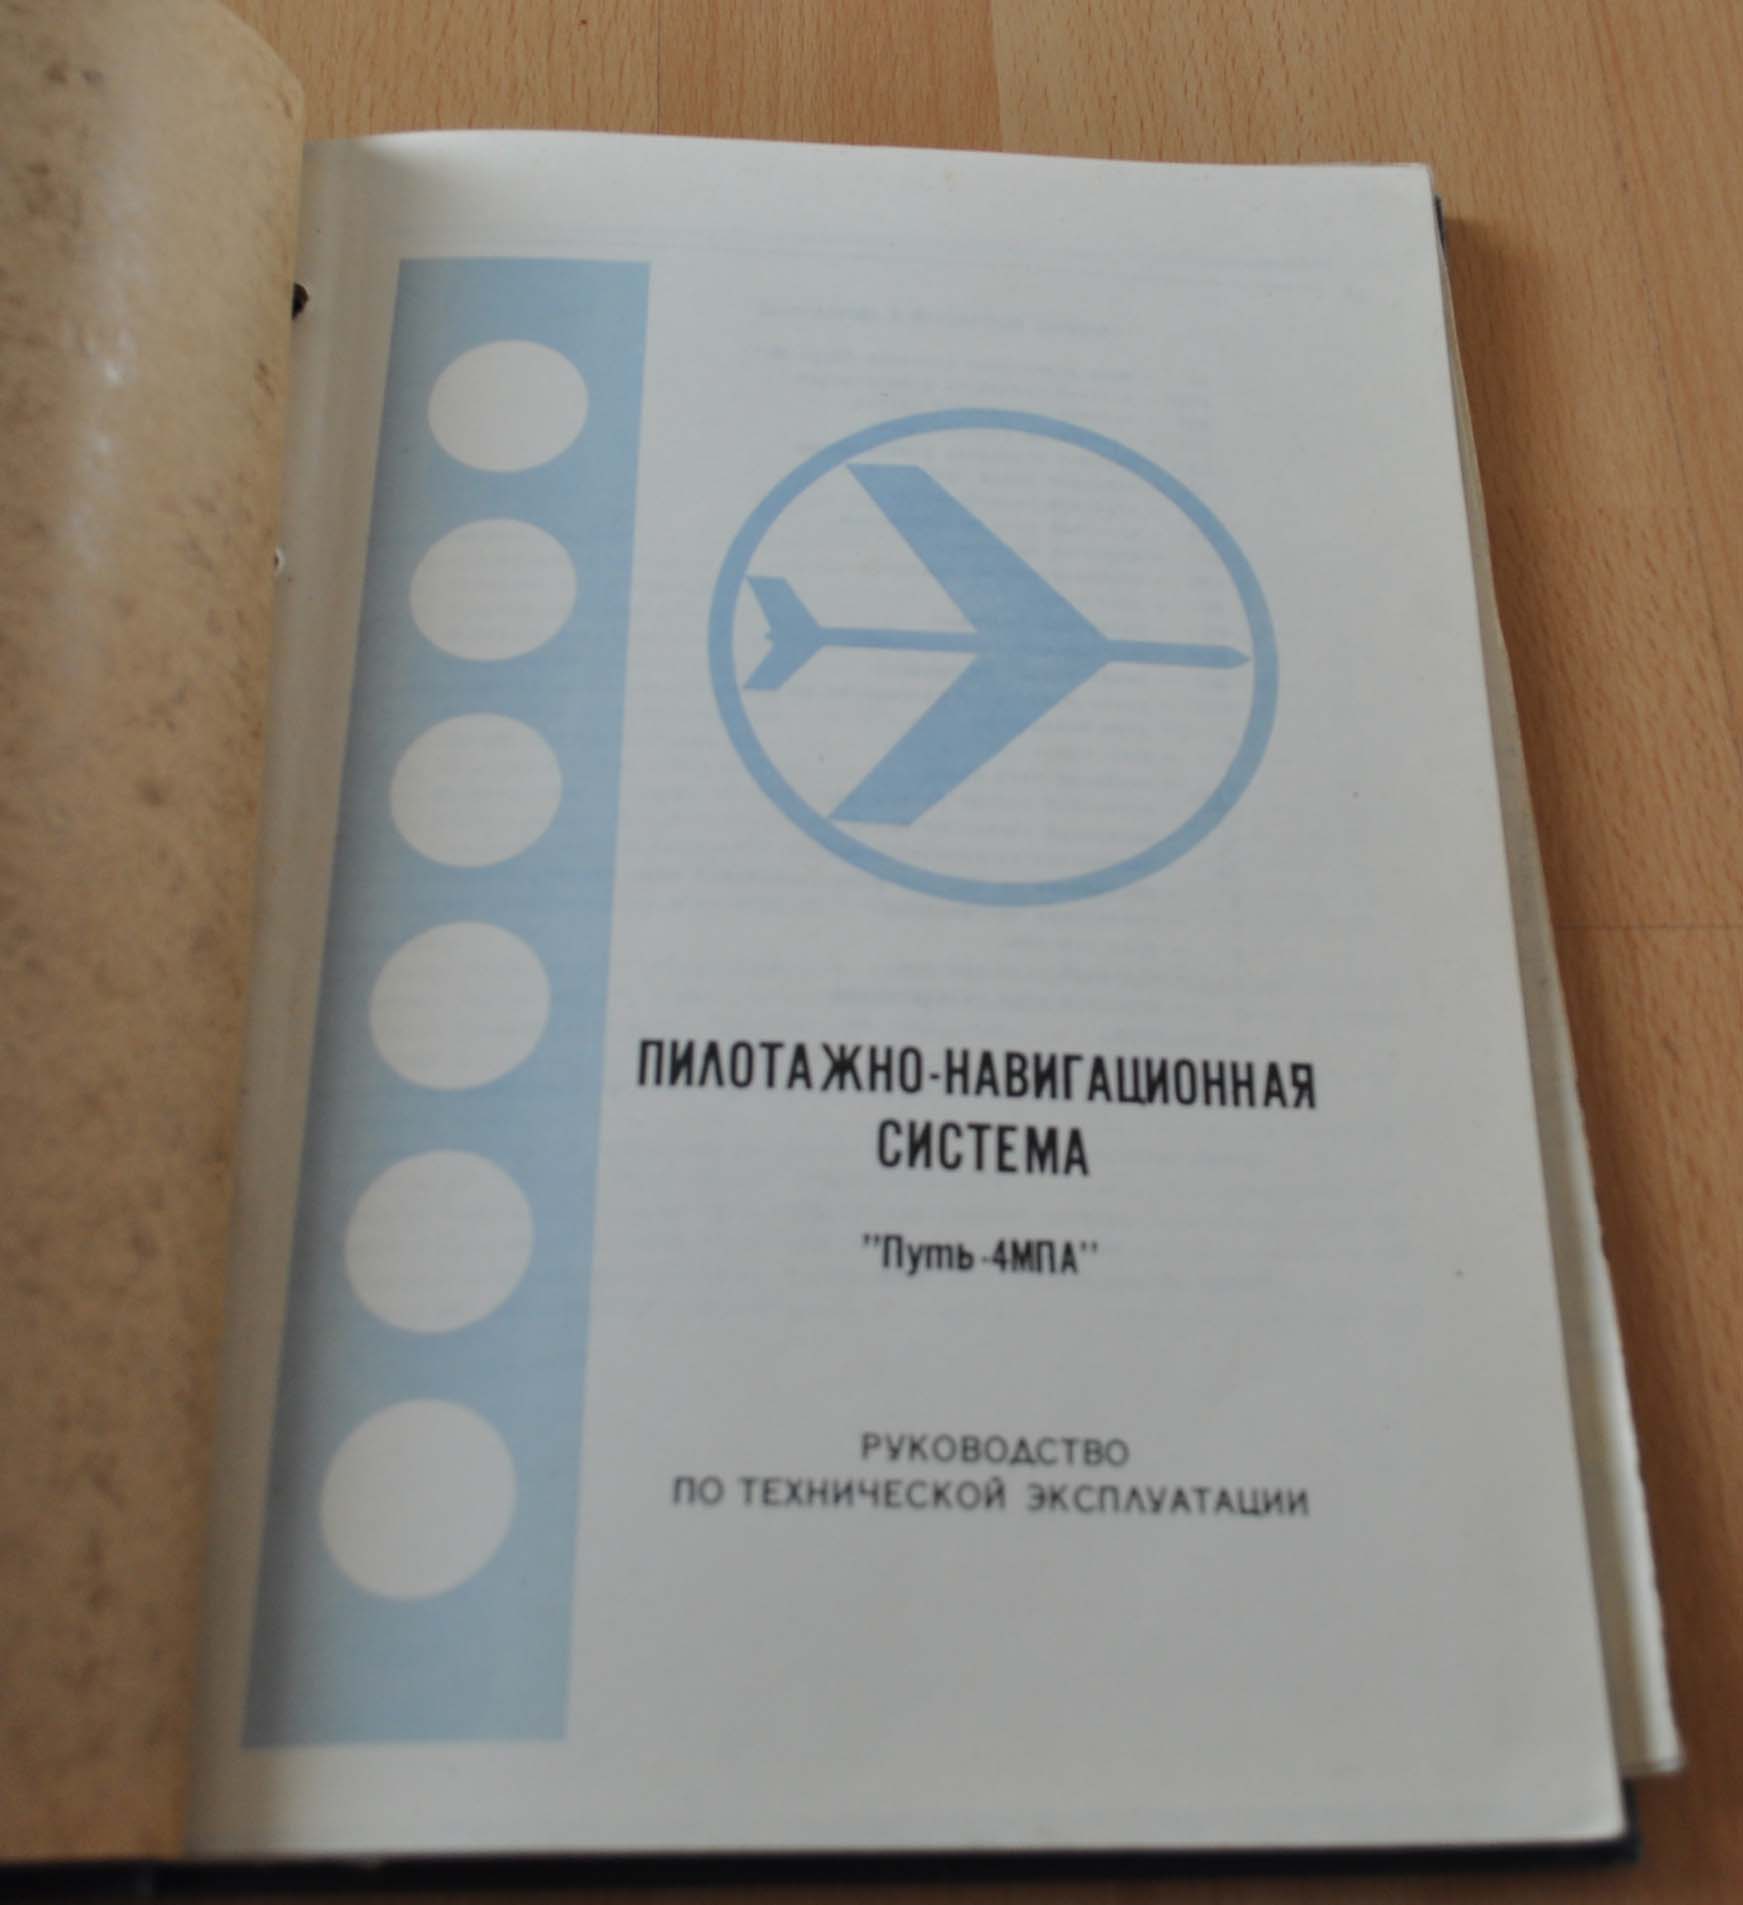 ПИЛОТАЖНО-НАВИГАЦИОННАЯ
СИСТЕМА
"Путь-4МПА"
РУКОВОДСТВО
ПО ТЕХНИЧЕСКОЙ ЭКСПЛУАТАЦИИ